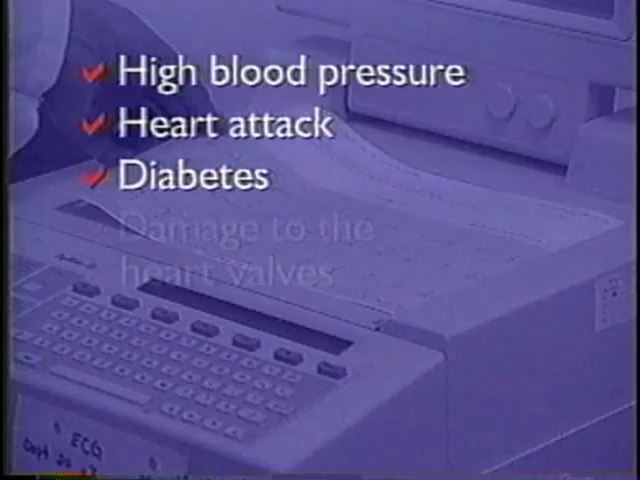 High blood pressure
Heart attack
Diabetes
Damage to the
heart valves
ECG